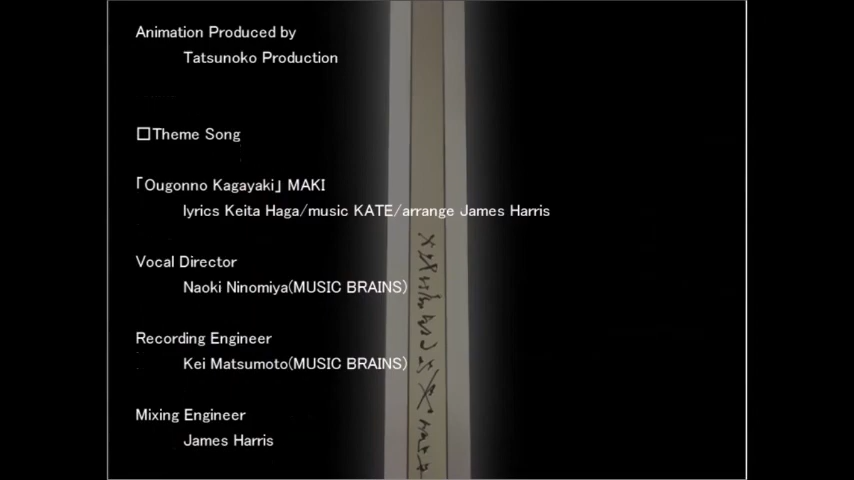 Animation Produced by
Tatsunoko Production
□Theme Song
「Ougonno Kagayaki」 MAKI
lyrics Keita Haga/music KATE/arrange James Harris
Vocal Director
Naoki Ninomiya(MUSIC BRAINS)
Recording Engineer
Kei Matsumoto(MUSIC BRAINS)
Mixing Engineer
James Harris